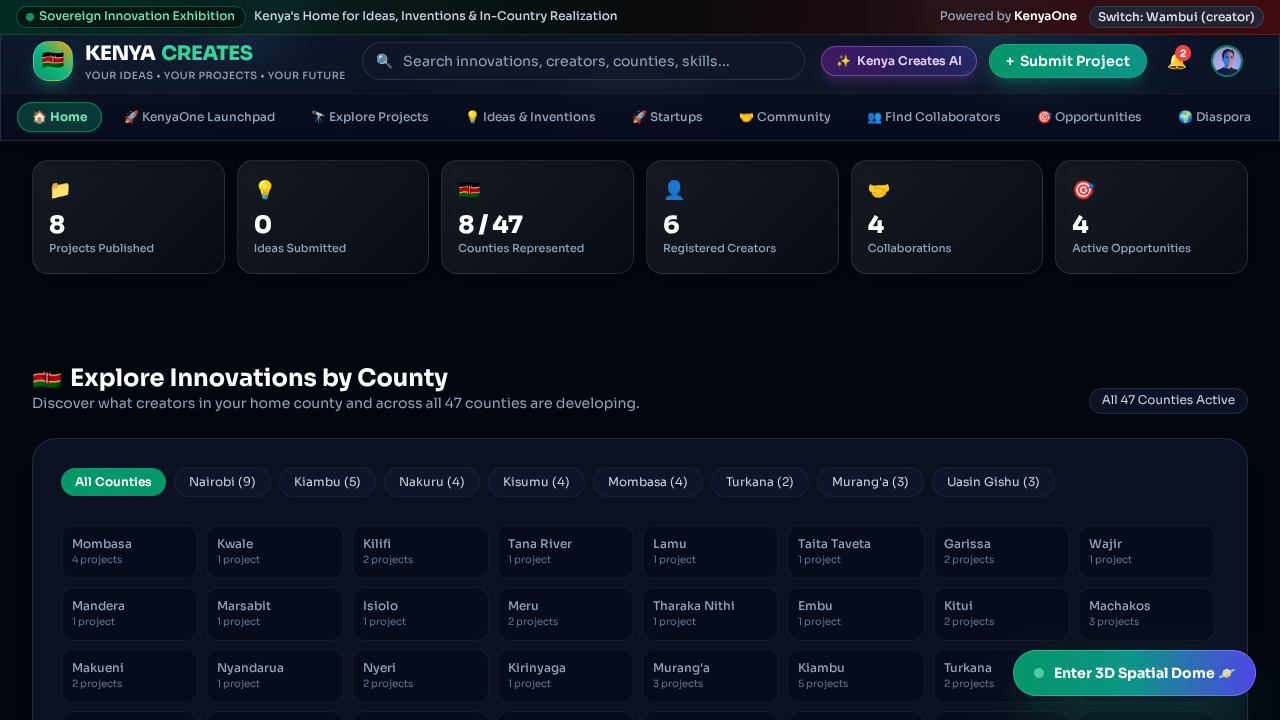 Sovereign Innovation Exhibition Kenya's Home for Ideas, Inventions & In-Country Realization Powered by KenyaOne Switch: Wambui (creator)
KENYA CREATES
YOUR IDEAS • YOUR PROJECTS • YOUR FUTURE
Search innovations, creators, counties, skills...
Kenya Creates AI
+ Submit Project
2
Home KenyaOne Launchpad Explore Projects Ideas & Inventions Startups Community Find Collaborators Opportunities Diaspora
8 0 8 / 47 6 4 4
Projects Published Ideas Submitted Counties Represented Registered Creators Collaborations Active Opportunities
Explore Innovations by County
Discover what creators in your home county and across all 47 counties are developing.
All 47 Counties Active
All Counties Nairobi (9) Kiambu (5) Nakuru (4) Kisumu (4) Mombasa (4) Turkana (2) Murang'a (3) Uasin Gishu (3)
Mombasa Kwale Kilifi Tana River Lamu Taita Taveta Garissa Wajir
4 projects 1 project 2 projects 1 project 1 project 1 project 2 projects 1 project
Mandera Marsabit Isiolo Meru Tharaka Nithi Embu Kitui Machakos
1 project 1 project 1 project 2 projects 1 project 1 project 2 projects 3 projects
Makueni Nyandarua Nyeri Kirinyaga Murang'a Kiambu Turkana
2 projects 1 project 2 projects 1 project 3 projects 5 projects 2 projects
Enter 3D Spatial Dome